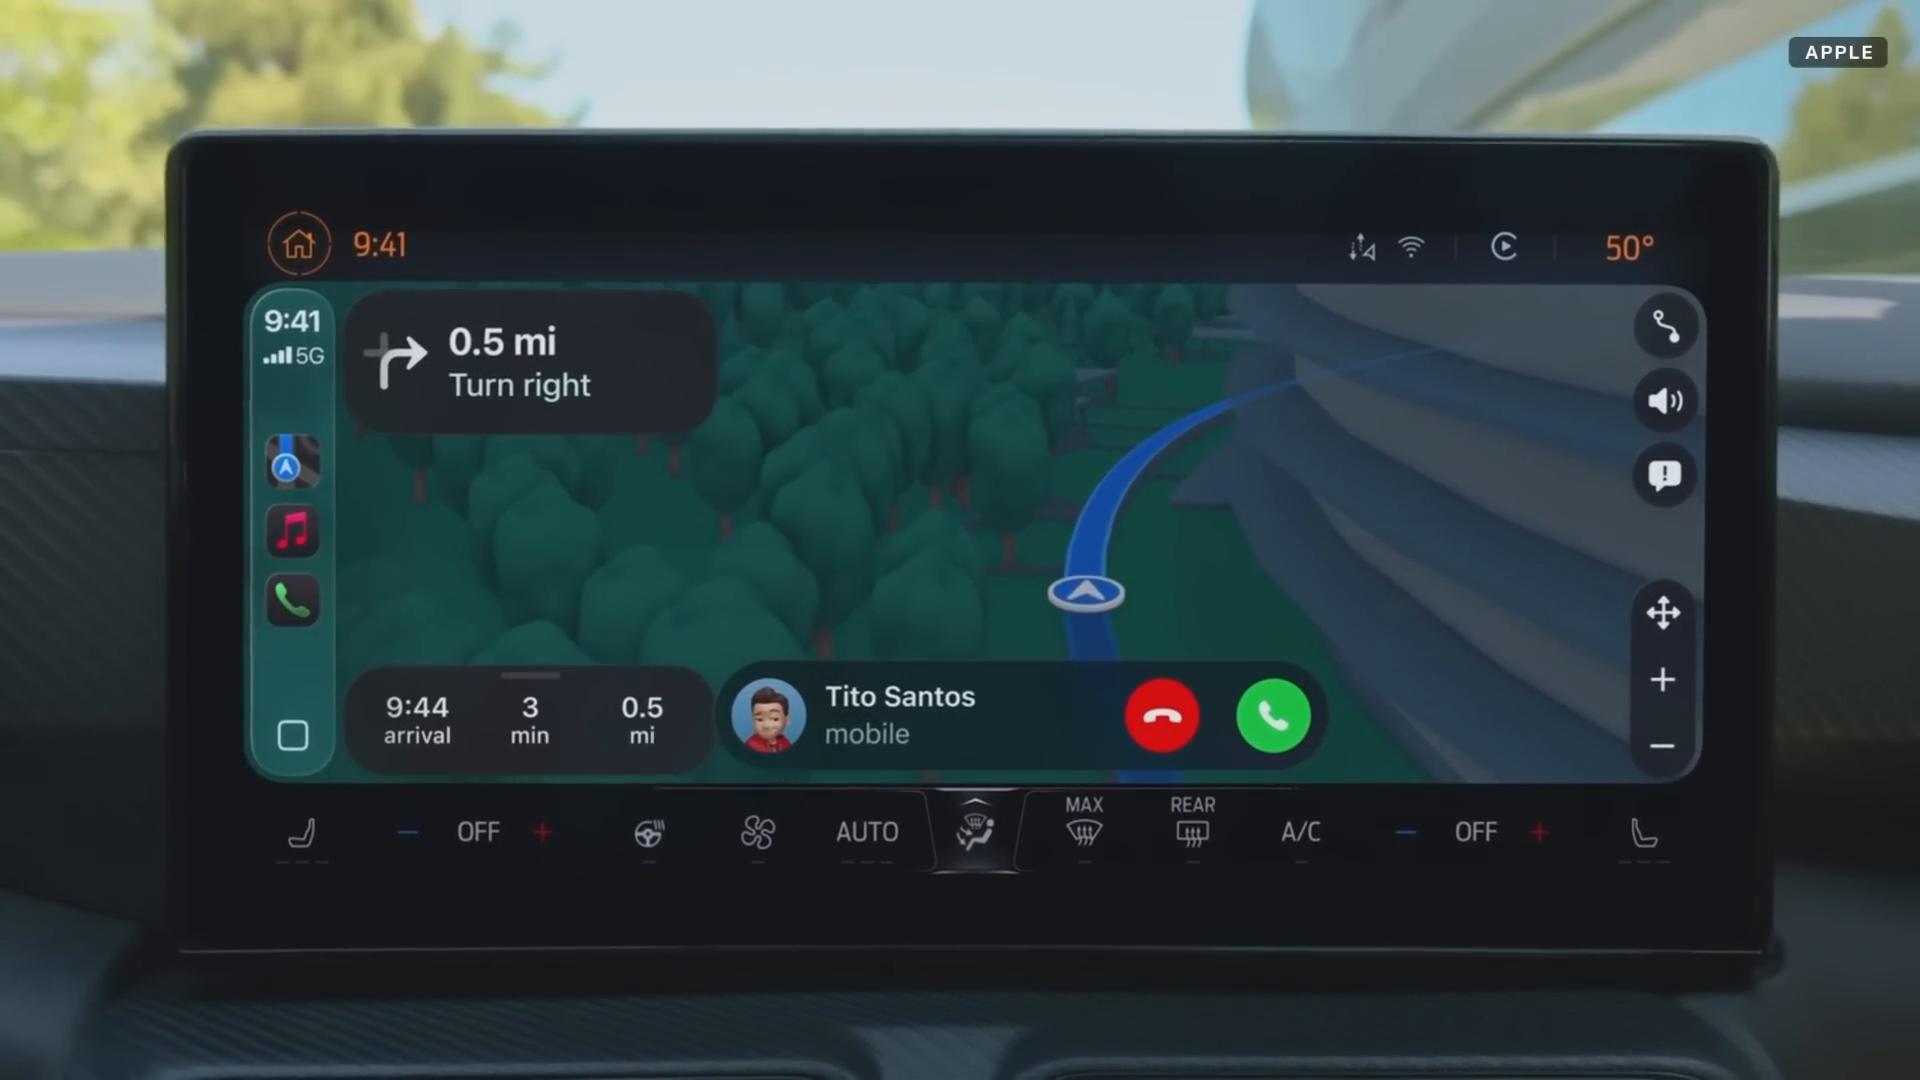 APPLE
9:41
50°
9:41
5G
0.5 mi
Turn right
9:44
arrival
3
min
0.5
mi
Tito Santos
mobile
OFF
AUTO
MAX
REAR
A/C
OFF